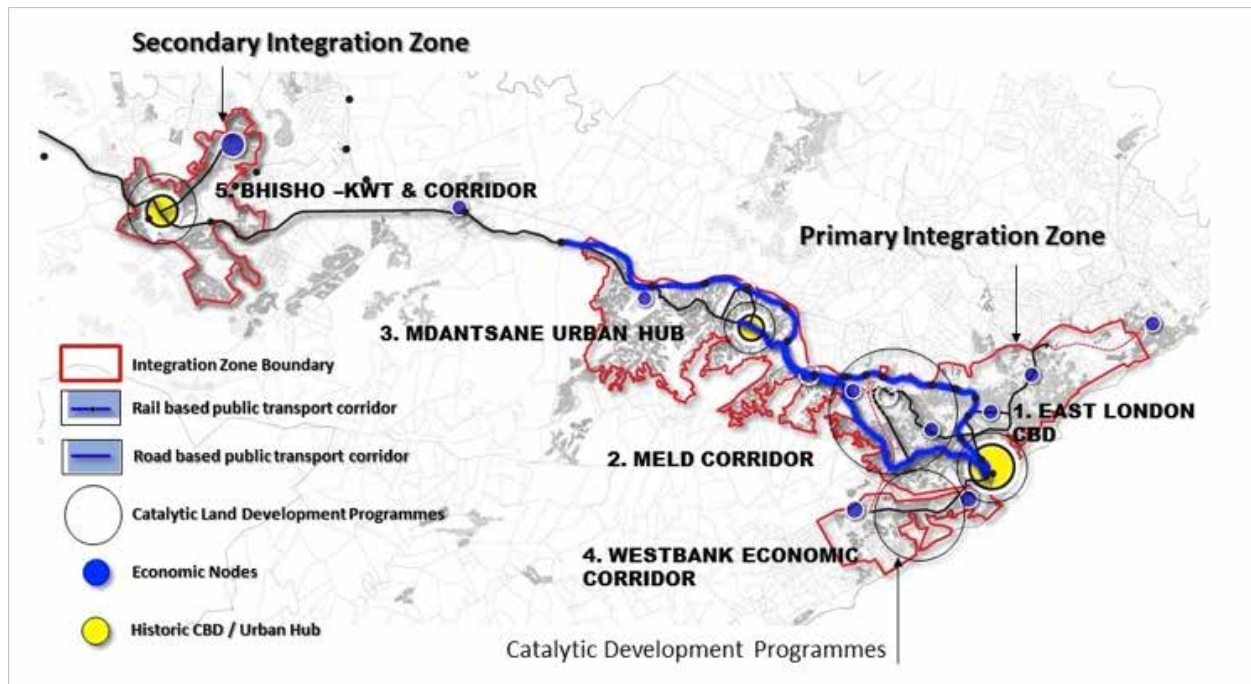 Secondary Integration Zone
5. BHISHO –KWT & CORRIDOR
Primary Integration Zone
3. MDANTSANE URBAN HUB
1. EAST LONDON
CBD
2. MELD CORRIDOR
4. WESTBANK ECONOMIC
CORRIDOR
Catalytic Development Programmes
Integration Zone Boundary
Rail based public transport corridor
Road based public transport corridor
Catalytic Land Development Programmes
Economic Nodes
Historic CBD / Urban Hub